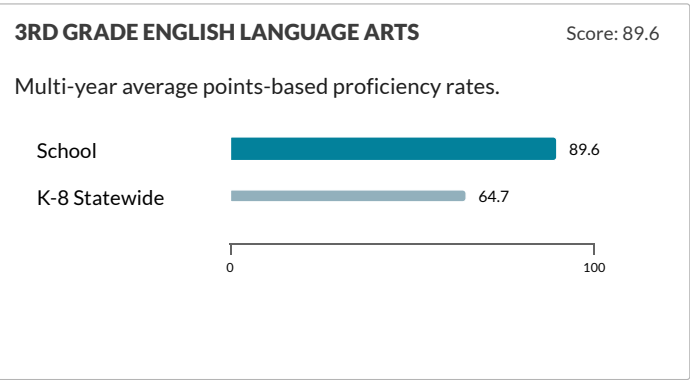 3RD GRADE ENGLISH LANGUAGE ARTS Score: 89.6
Multi-year average points-based proficiency rates.
School 89.6
K-8 Statewide 64.7
0 100